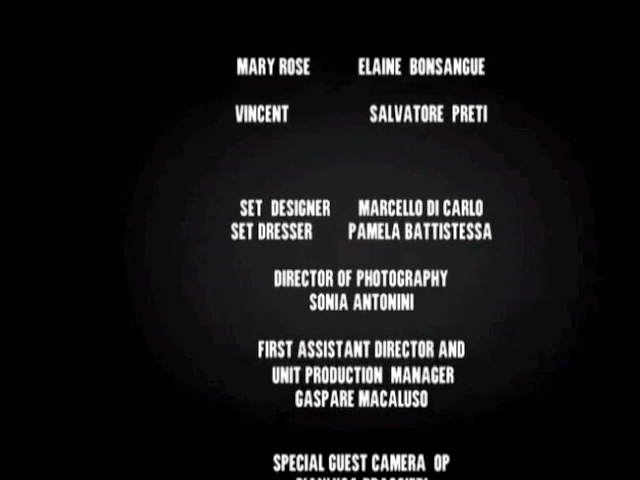 MARY ROSE ELAINE BONSANGUE
VINCENT SALVATORE PRETI
SET DESIGNER MARCELLO DI CARLO
SET DRESSER PAMELA BATTISTESSA
DIRECTOR OF PHOTOGRAPHY
SONIA ANTONINI
FIRST ASSISTANT DIRECTOR AND
UNIT PRODUCTION MANAGER
GASPARE MACALUSO
SPECIAL GUEST CAMERA OP